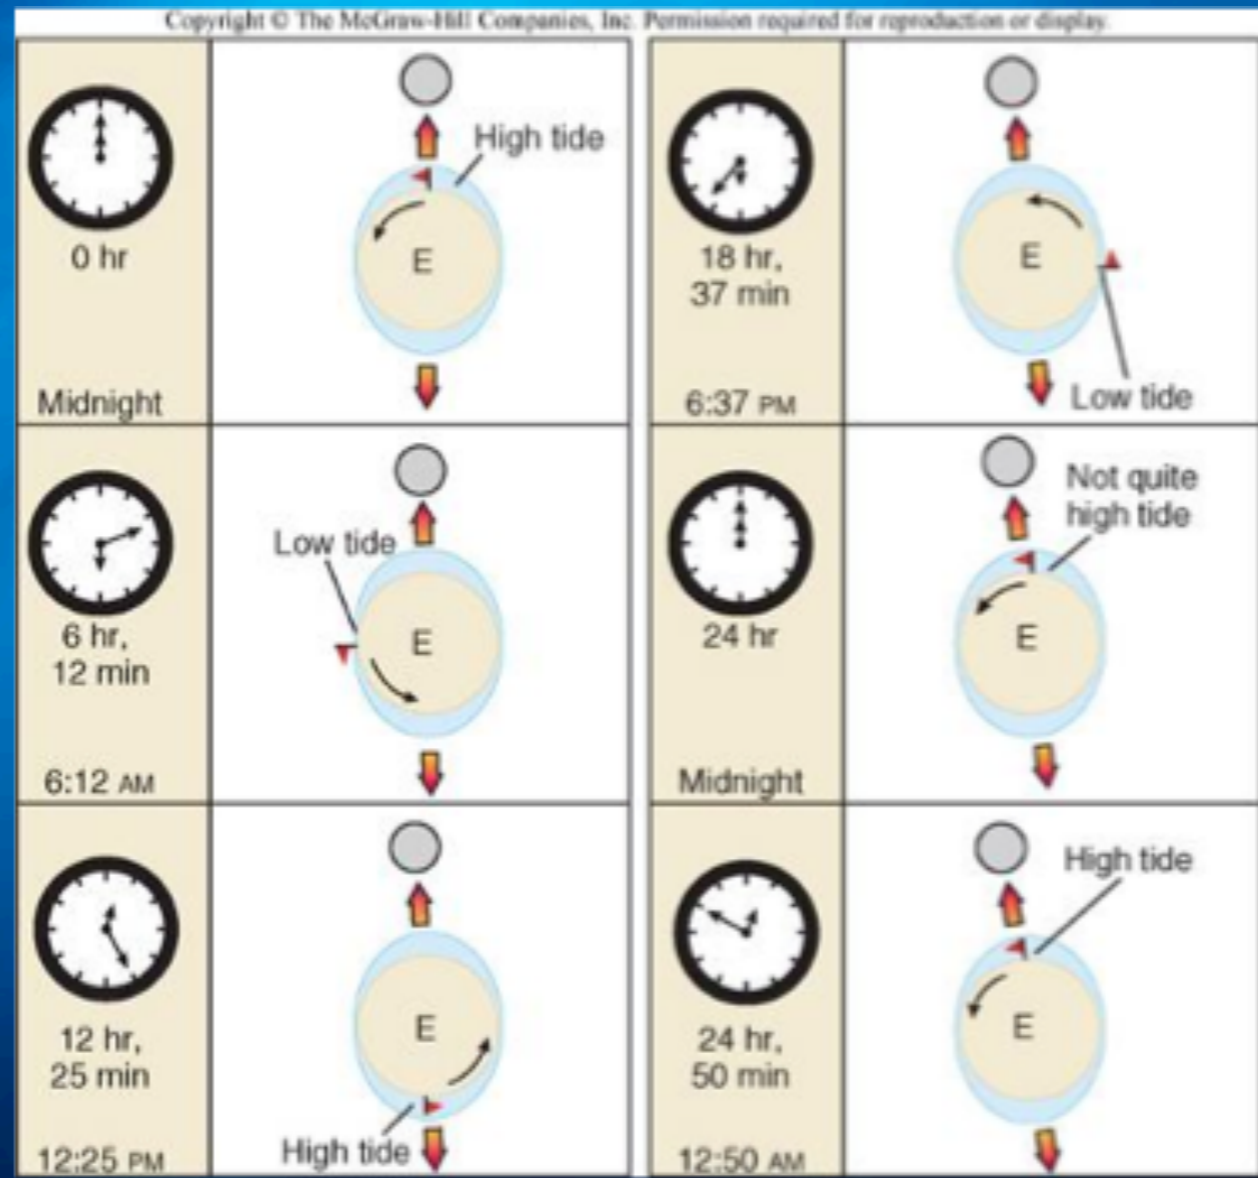 Copyright © The McGraw-Hill Companies, Inc. Permission required for reproduction or display.
High tide
E
0 hr
Midnight
Low tide
E
6 hr,
12 min
6:12 AM
E
12 hr,
25 min
High tide
12:25 PM
E
18 hr,
37 min
6:37 PM
Low tide
Not quite
high tide
E
24 hr
Midnight
High tide
E
24 hr,
50 min
12:50 AM